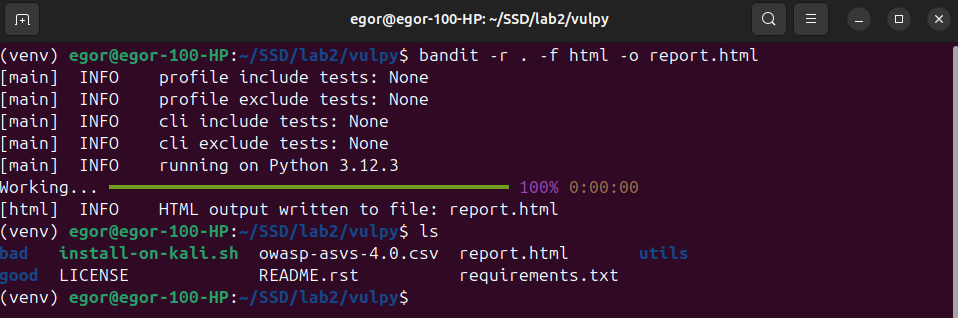 egor@egor-100-HP: ~/SSD/lab2/vulpy
(venv) egor@egor-100-HP:~/SSD/lab2/vulpy$ bandit -r . -f html -o report.html
[main]  INFO    profile include tests: None
[main]  INFO    profile exclude tests: None
[main]  INFO    cli include tests: None
[main]  INFO    cli exclude tests: None
[main]  INFO    running on Python 3.12.3
Working... 100% 0:00:00
[html]  INFO    HTML output written to file: report.html
(venv) egor@egor-100-HP:~/SSD/lab2/vulpy$ ls
bad   install-on-kali.sh  owasp-asvs-4.0.csv  report.html       utils
good  LICENSE             README.rst          requirements.txt
(venv) egor@egor-100-HP:~/SSD/lab2/vulpy$